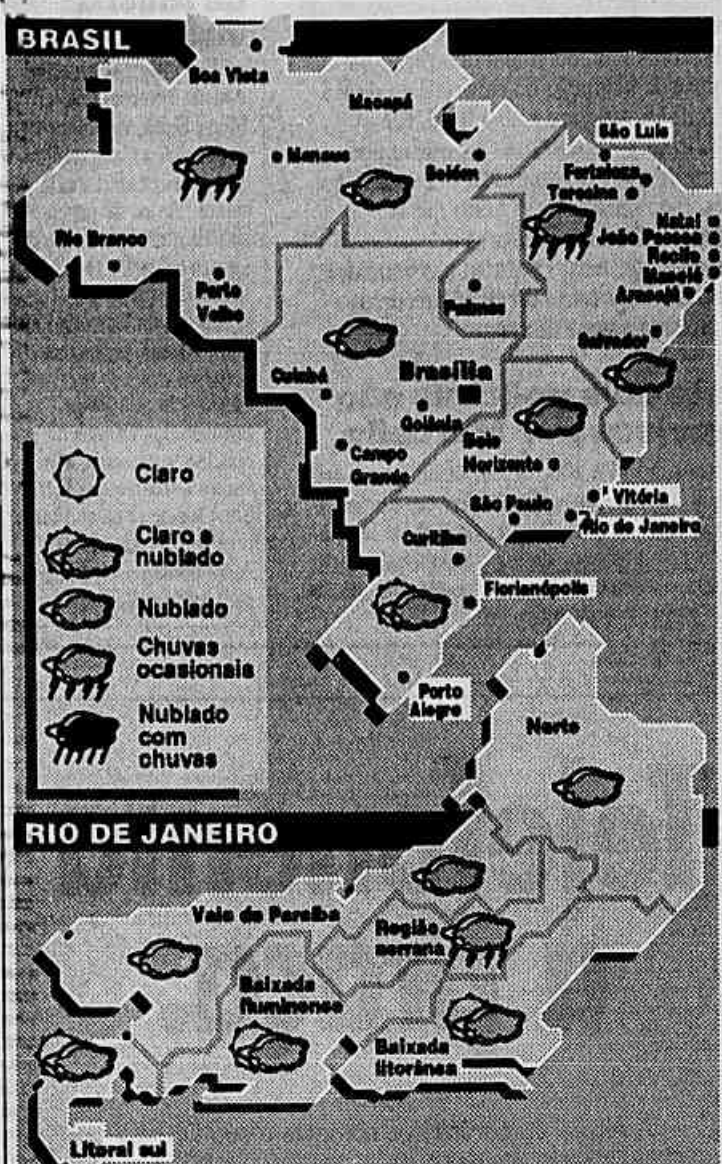 BRASIL
Boa Vista
Macapá
São Luís
Manaus
Belém
Fortaleza
Teresina
Natal
João Pessoa
Recife
Maceió
Aracajú
Rio Branco
Porto
Velho
Palmas
Salvador
Cuiabá
Brasília
Goiânia
Belo
Horizonte
Campo
Grande
Vitória
São Paulo
Rio de Janeiro
Curitiba
Florianópolis
Porto
Alegre
Claro
Claro e
nublado
Nublado
Chuvas
ocasionais
Nublado
com
chuvas
Norte
RIO DE JANEIRO
Vale do Paraíba
Região
serrana
Baixada
fluminense
Baixada
litorânea
Litoral sul